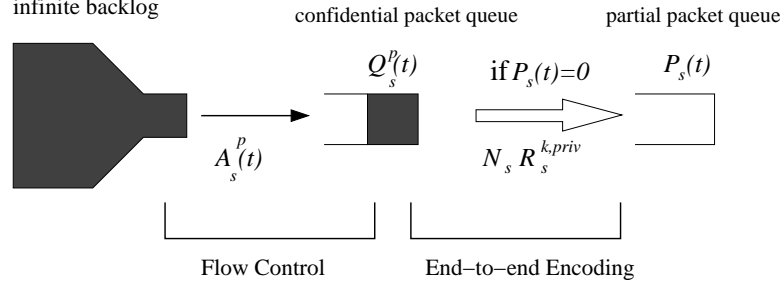 infinite backlog
confidential packet queue
partial packet queue
Q_s^p(t)
if P_s(t)=0
P_s(t)
A_s^p(t)
N_s R_s^{k,priv}
Flow Control
End−to−end Encoding